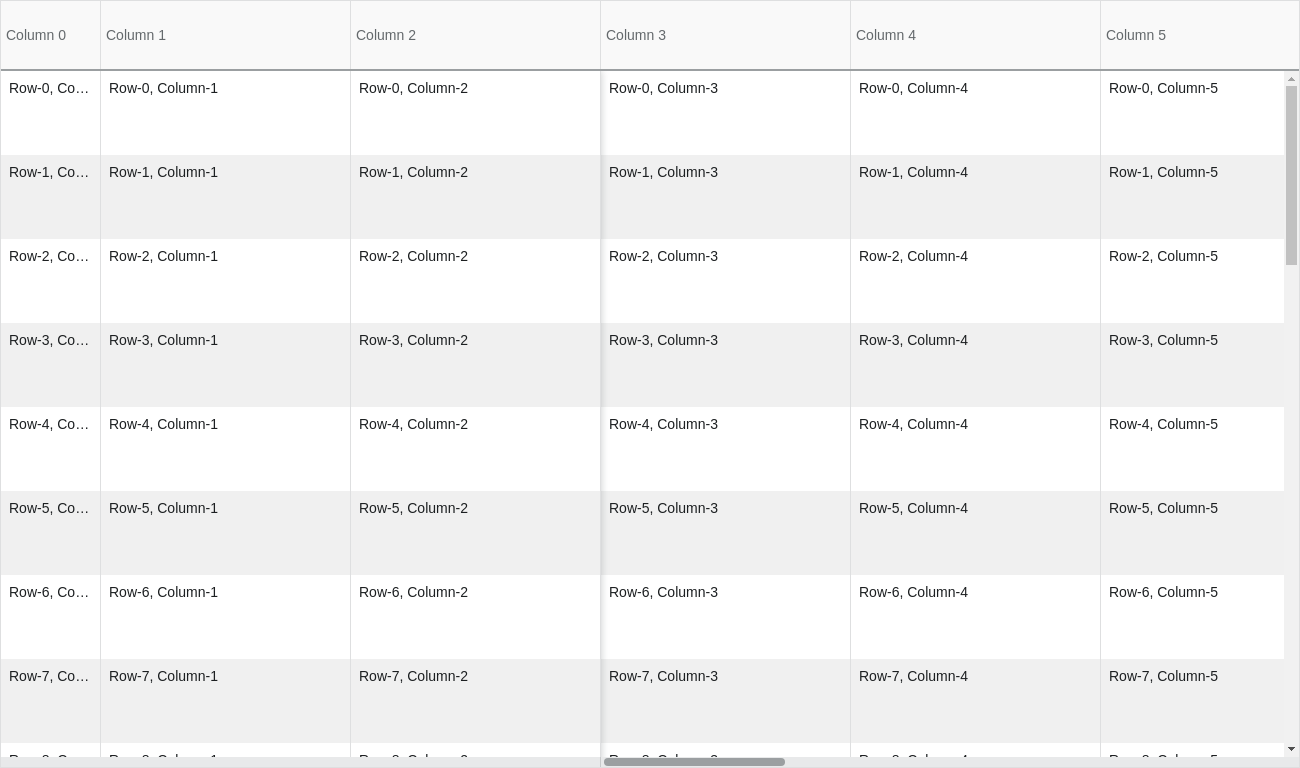 Column 0 Column 1 Column 2 Column 3 Column 4 Column 5
Row-0, Co… Row-0, Column-1 Row-0, Column-2 Row-0, Column-3 Row-0, Column-4 Row-0, Column-5
Row-1, Co… Row-1, Column-1 Row-1, Column-2 Row-1, Column-3 Row-1, Column-4 Row-1, Column-5
Row-2, Co… Row-2, Column-1 Row-2, Column-2 Row-2, Column-3 Row-2, Column-4 Row-2, Column-5
Row-3, Co… Row-3, Column-1 Row-3, Column-2 Row-3, Column-3 Row-3, Column-4 Row-3, Column-5
Row-4, Co… Row-4, Column-1 Row-4, Column-2 Row-4, Column-3 Row-4, Column-4 Row-4, Column-5
Row-5, Co… Row-5, Column-1 Row-5, Column-2 Row-5, Column-3 Row-5, Column-4 Row-5, Column-5
Row-6, Co… Row-6, Column-1 Row-6, Column-2 Row-6, Column-3 Row-6, Column-4 Row-6, Column-5
Row-7, Co… Row-7, Column-1 Row-7, Column-2 Row-7, Column-3 Row-7, Column-4 Row-7, Column-5